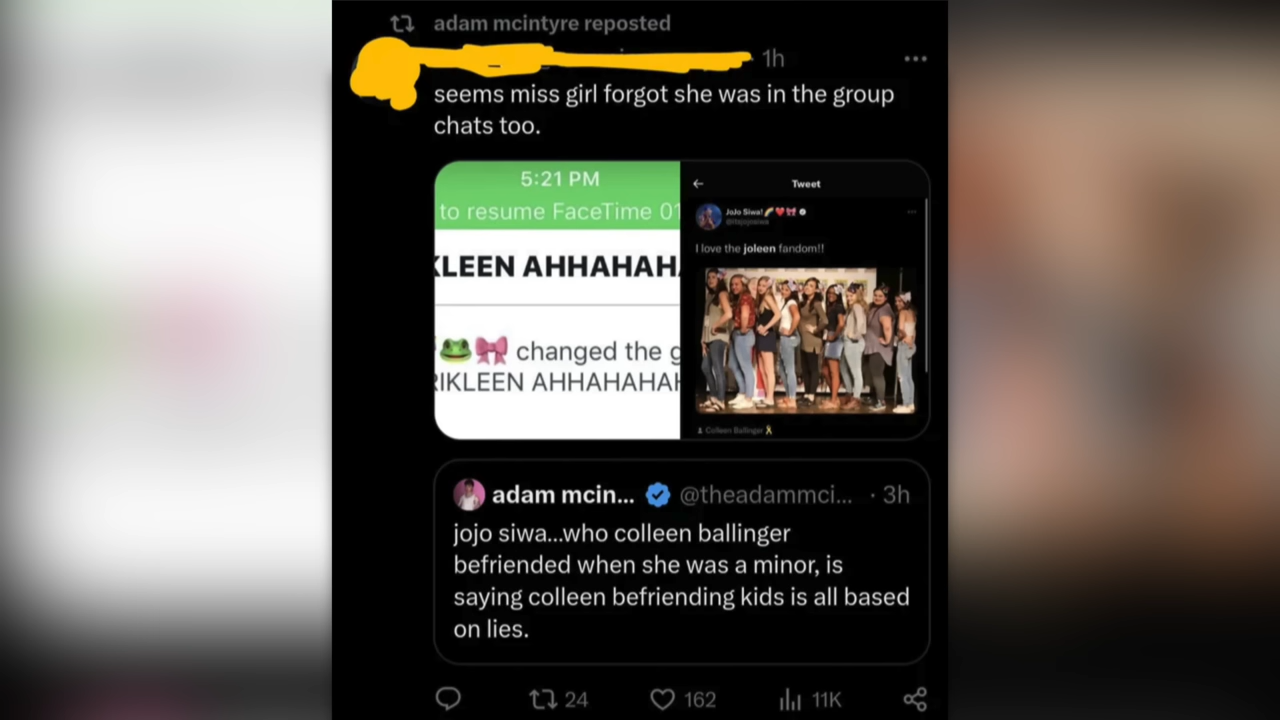 adam mcintyre reposted
1h
seems miss girl forgot she was in the group
chats too.
5:21 PM
to resume FaceTime 01
KLEEN AHHAHAH
🐸🎀 changed the g
RIKLEEN AHHAHAHAH
Tweet
JoJo Siwa!🌈❤️🎀
@itsjojosiwa
I love the joleen fandom!!
Colleen Ballinger 🎗
adam mcin... @theadammci... · 3h
jojo siwa...who colleen ballinger
befriended when she was a minor, is
saying colleen befriending kids is all based
on lies.
24 162 11K